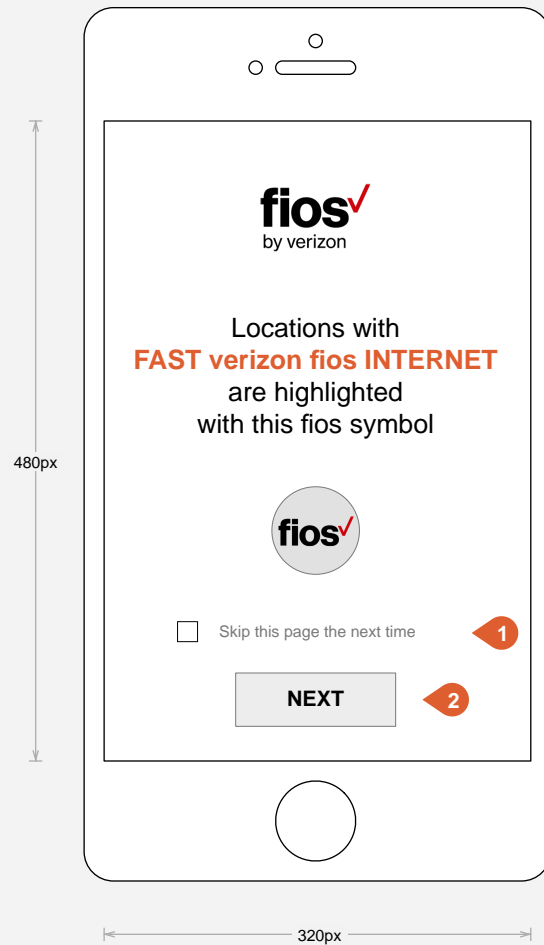 fios
by verizon
Locations with
FAST verizon fios INTERNET
are highlighted
with this fios symbol
480px
fios
Skip this page the next time
1
NEXT
2
320px